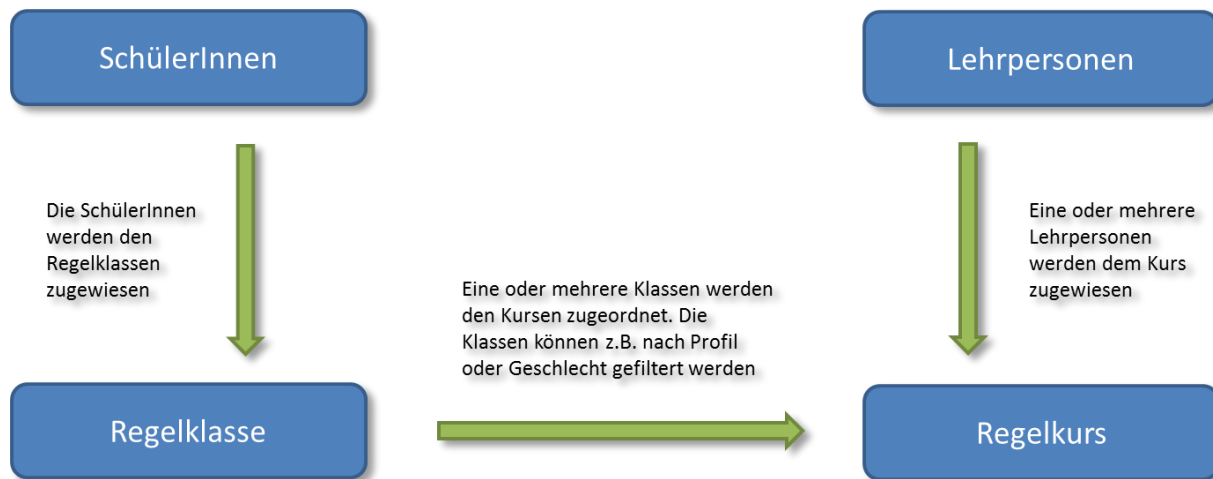 SchülerInnen
Lehrpersonen
Die SchülerInnen
werden den
Regelklassen
zugewiesen
Eine oder mehrere
Lehrpersonen
werden dem Kurs
zugewiesen
Eine oder mehrere Klassen werden
den Kursen zugeordnet. Die
Klassen können z.B. nach Profil
oder Geschlecht gefiltert werden
Regelklasse
Regelkurs